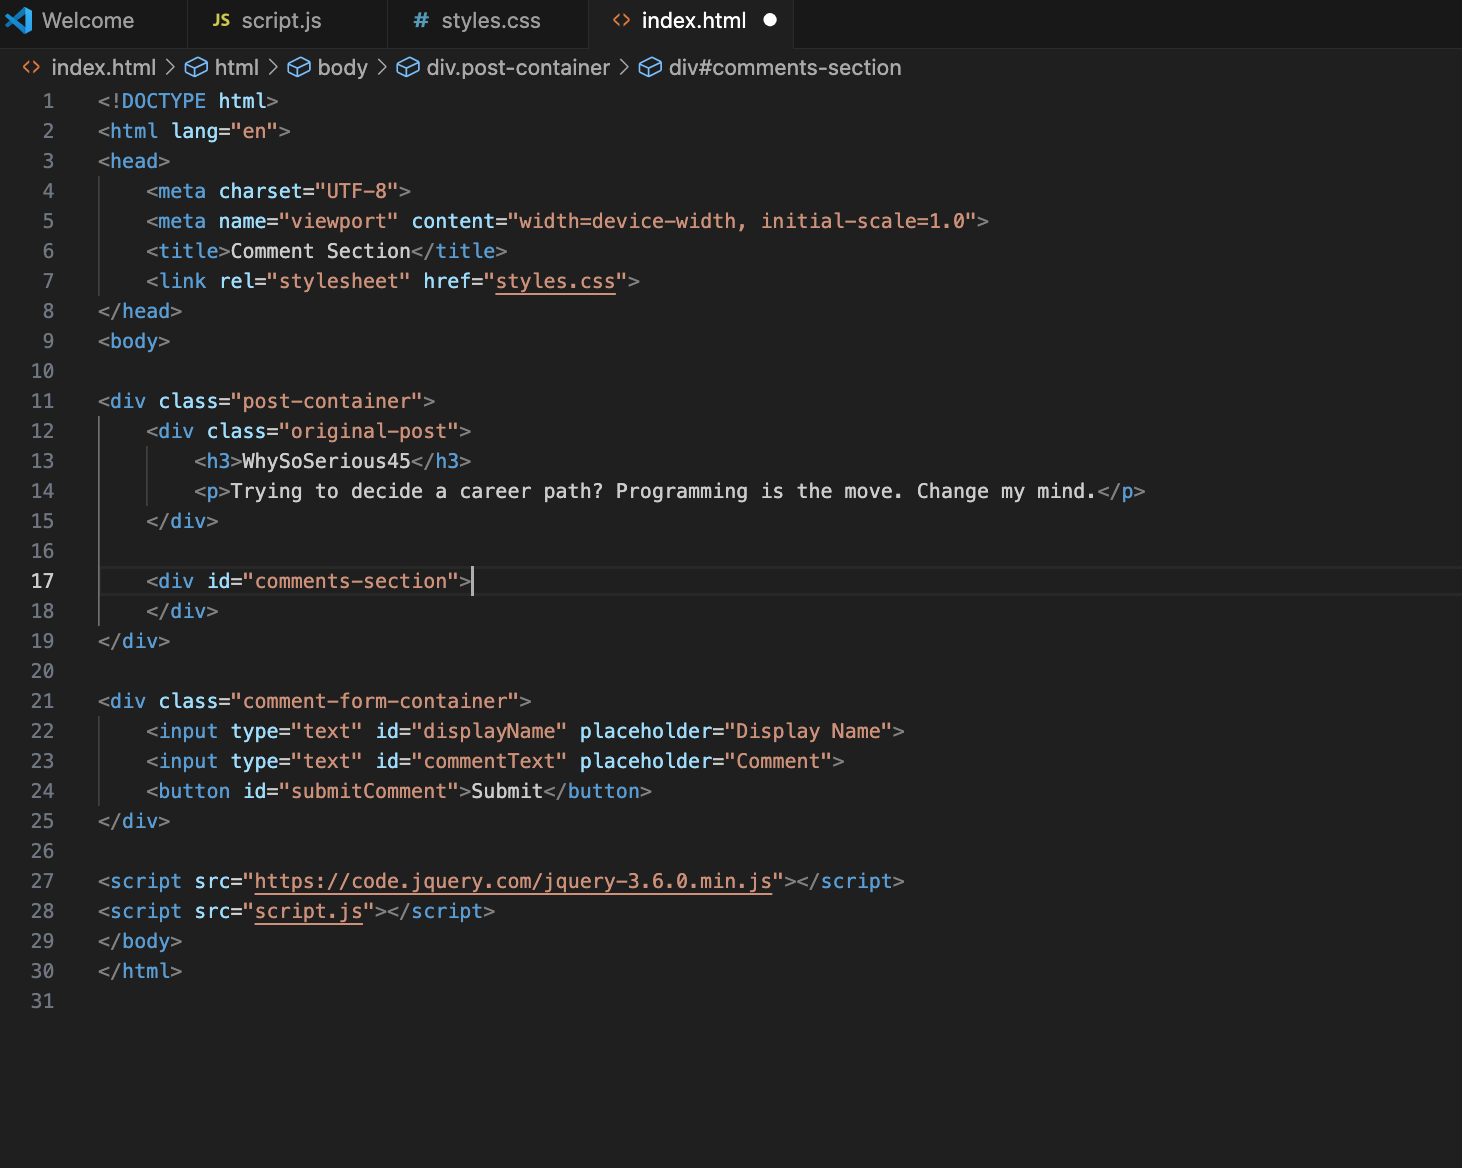 Welcome
JS script.js
# styles.css
<> index.html
<> index.html > html > body > div.post-container > div#comments-section
1 <!DOCTYPE html>
2 <html lang="en">
3 <head>
4     <meta charset="UTF-8">
5     <meta name="viewport" content="width=device-width, initial-scale=1.0">
6     <title>Comment Section</title>
7     <link rel="stylesheet" href="styles.css">
8 </head>
9 <body>
10
11 <div class="post-container">
12     <div class="original-post">
13         <h3>WhySoSerious45</h3>
14         <p>Trying to decide a career path? Programming is the move. Change my mind.</p>
15     </div>
16
17     <div id="comments-section">
18     </div>
19 </div>
20
21 <div class="comment-form-container">
22     <input type="text" id="displayName" placeholder="Display Name">
23     <input type="text" id="commentText" placeholder="Comment">
24     <button id="submitComment">Submit</button>
25 </div>
26
27 <script src="https://code.jquery.com/jquery-3.6.0.min.js"></script>
28 <script src="script.js"></script>
29 </body>
30 </html>
31